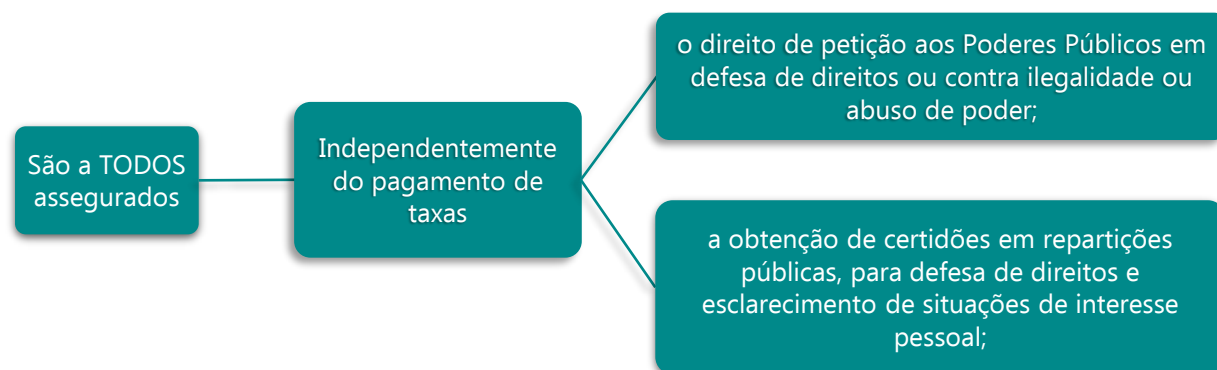 São a TODOS
assegurados
Independentemente
do pagamento de
taxas
o direito de petição aos Poderes Públicos em
defesa de direitos ou contra ilegalidade ou
abuso de poder;
a obtenção de certidões em repartições
públicas, para defesa de direitos e
esclarecimento de situações de interesse
pessoal;